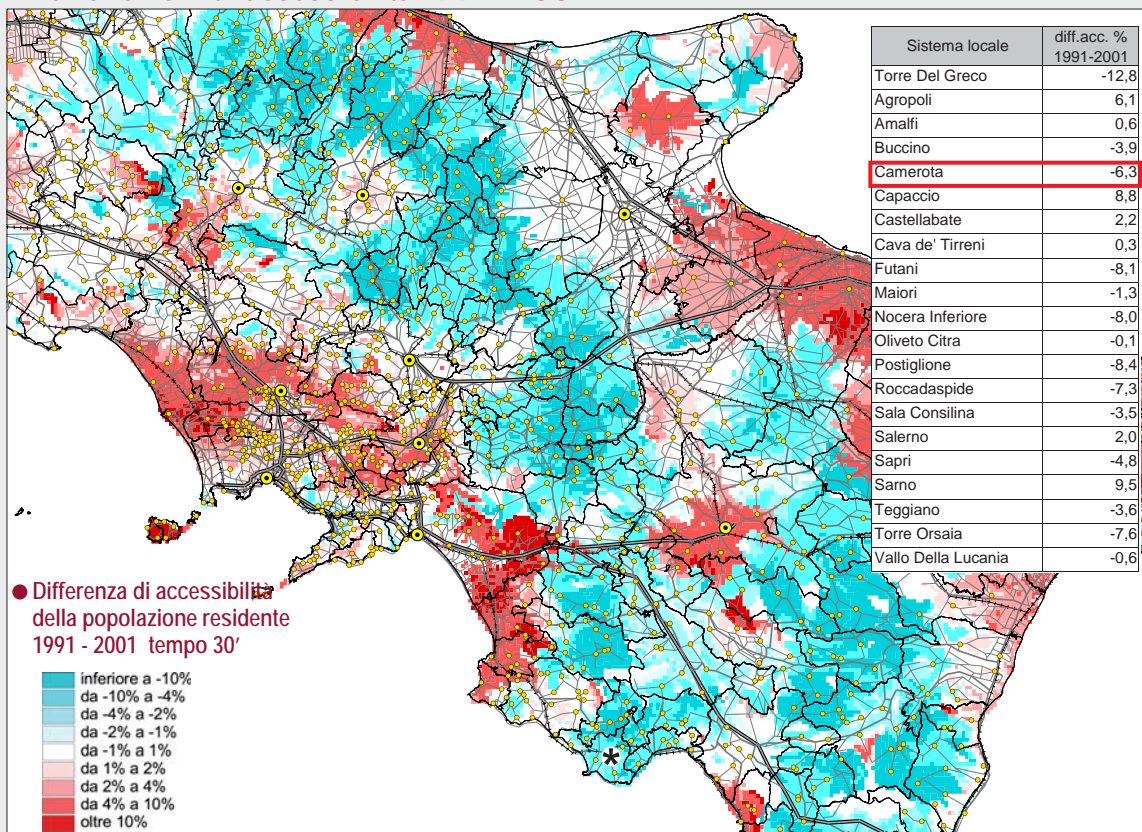 Sistema locale diff.acc. % 1991-2001
Torre Del Greco -12,8
Agropoli 6,1
Amalfi 0,6
Buccino -3,9
Camerota -6,3
Capaccio 8,8
Castellabate 2,2
Cava de' Tirreni 0,3
Futani -8,1
Maiori -1,3
Nocera Inferiore -8,0
Oliveto Citra -0,1
Postiglione -8,4
Roccadaspide -7,3
Sala Consilina -3,5
Salerno 2,0
Sapri -4,8
Sarno 9,5
Teggiano -3,6
Torre Orsaia -7,6
Vallo Della Lucania -0,6
Differenza di accessibilità
della popolazione residente
1991 - 2001 tempo 30'
inferiore a -10%
da -10% a -4%
da -4% a -2%
da -2% a -1%
da -1% a 1%
da 1% a 2%
da 2% a 4%
da 4% a 10%
oltre 10%
*